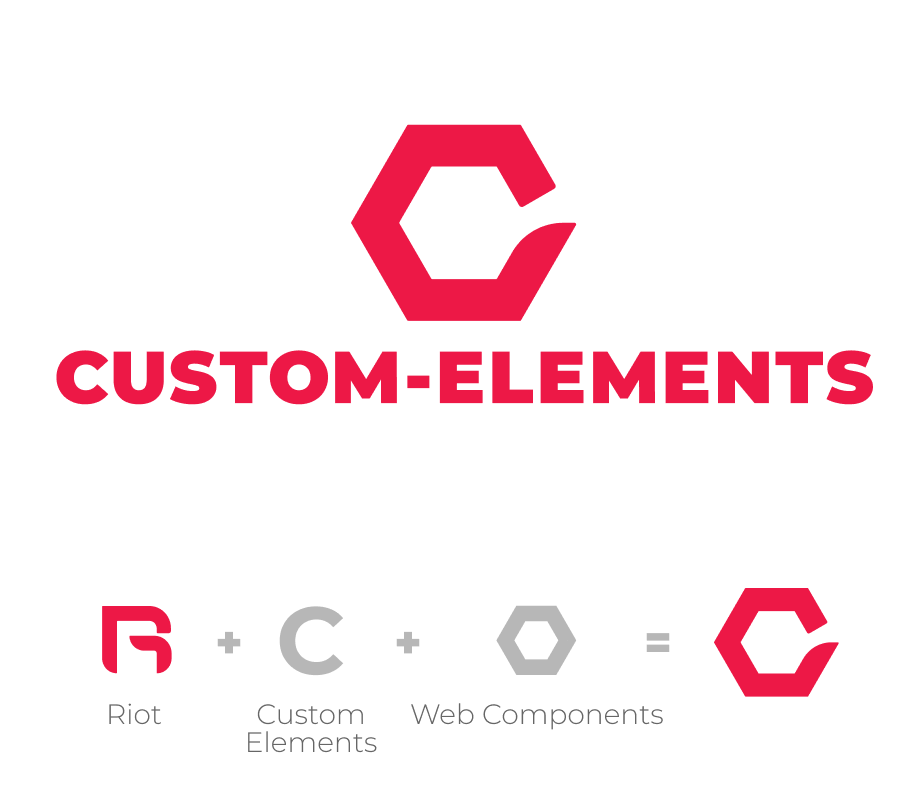 CUSTOM-ELEMENTS
R + C + = 
Riot
Custom
Elements
Web Components